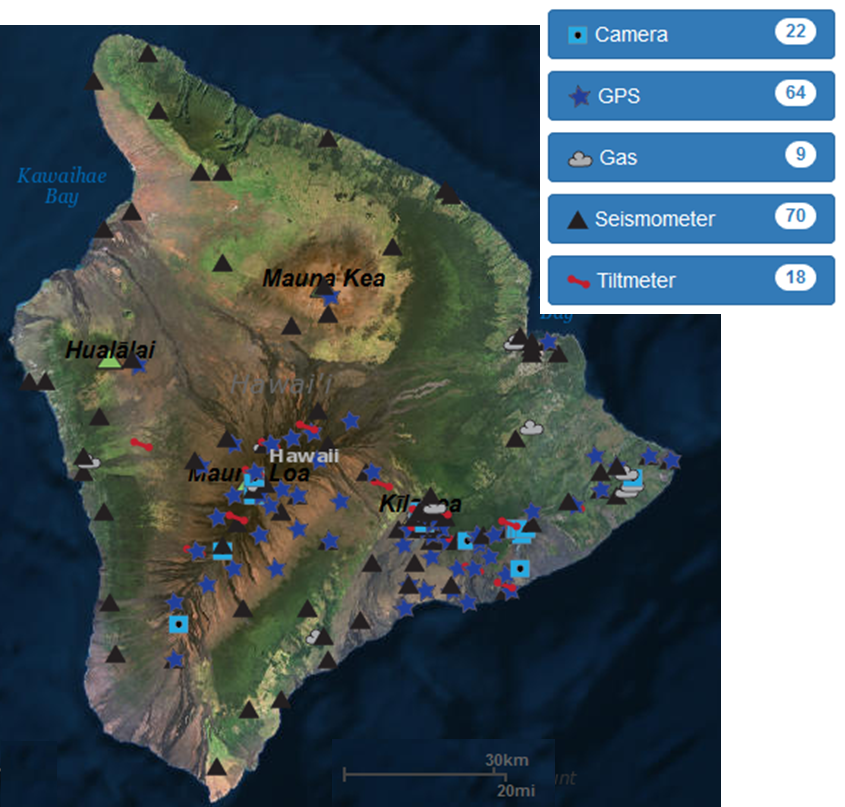 Camera 22
GPS 64
Gas 9
Seismometer 70
Tiltmeter 18
Kawaihae
Bay
Mauna Kea
Bay
Hualālai
Hawai'i
Hawaii
Mauna Loa
30km
20mi